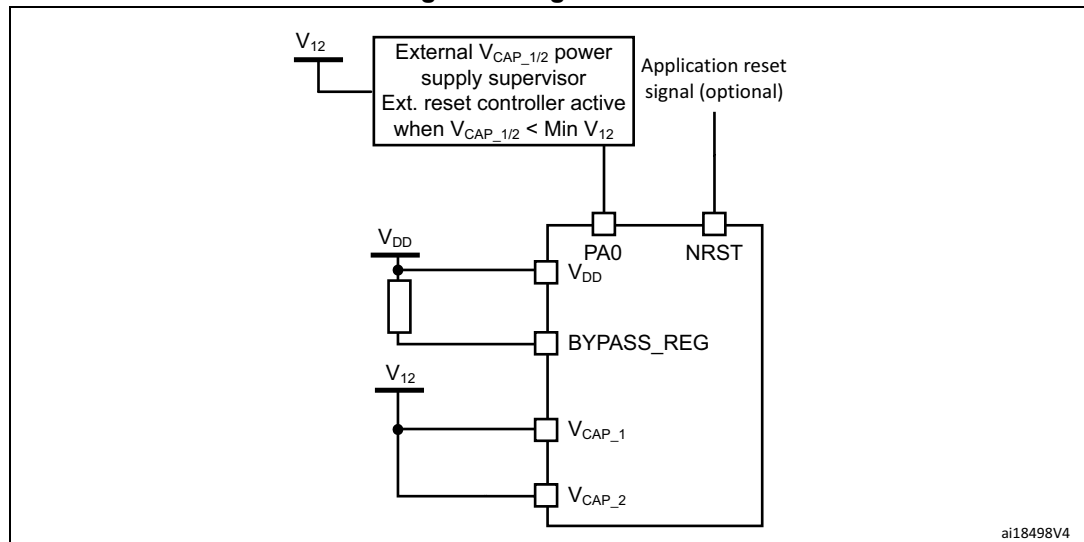 V12
External VCAP_1/2 power
supply supervisor
Ext. reset controller active
when VCAP_1/2 < Min V12
Application reset
signal (optional)
PA0
NRST
VDD
VDD
BYPASS_REG
V12
VCAP_1
VCAP_2
ai18498V4